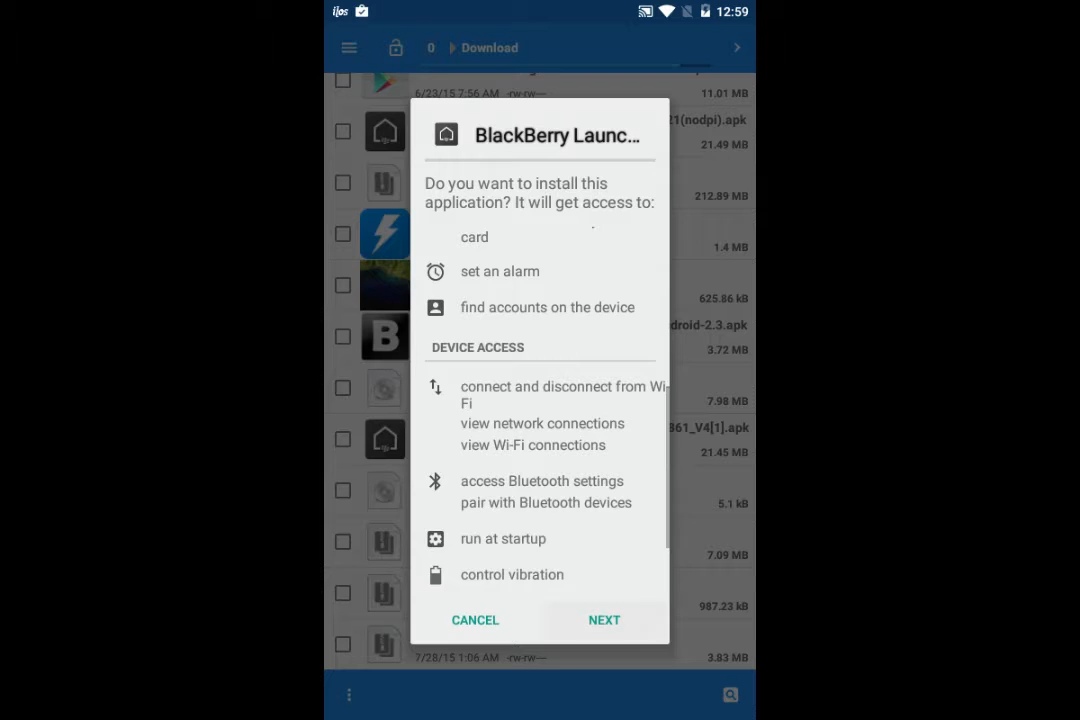 ilos 12:59
0 Download
6/23/15 7:56 AM -rw-rw---
11.01 MB
21(nodpi).apk
21.49 MB
212.89 MB
1.4 MB
625.86 kB
droid-2.3.apk
3.72 MB
7.98 MB
861_V4[1].apk
21.45 MB
5.1 kB
7.09 MB
987.23 kB
7/28/15 1:06 AM -rw-rw---
3.83 MB
BlackBerry Launc...
Do you want to install this
application? It will get access to:
card
set an alarm
find accounts on the device
DEVICE ACCESS
connect and disconnect from Wi
Fi
view network connections
view Wi-Fi connections
access Bluetooth settings
pair with Bluetooth devices
run at startup
control vibration
CANCEL NEXT